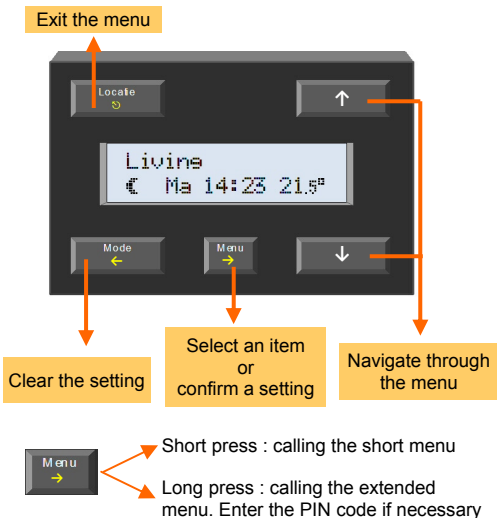 Exit the menu
Locatie
↑
Living
☾ Ma 14:23 21.5°
Mode
←
Menu
→
↓
Clear the setting
Select an item
or
confirm a setting
Navigate through
the menu
Menu
→
Short press : calling the short menu
Long press : calling the extended
menu. Enter the PIN code if necessary